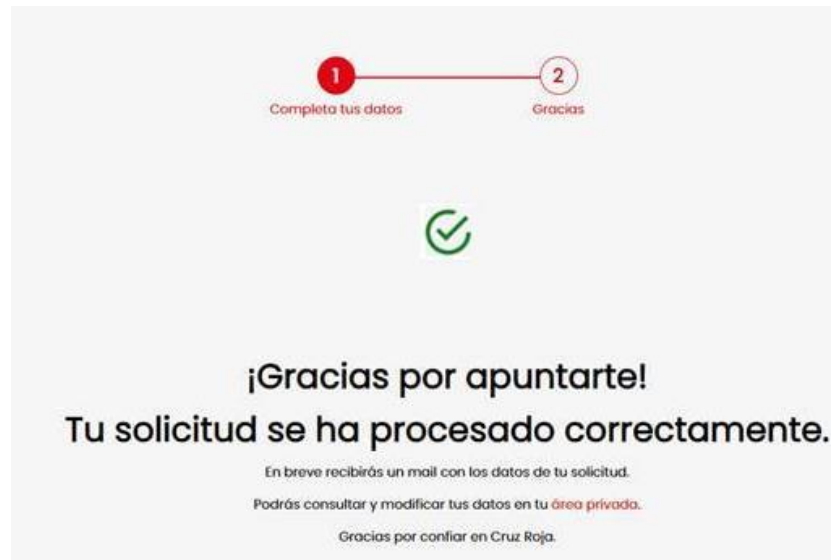 1
2
Completa tus datos
Gracias
¡Gracias por apuntarte!
Tu solicitud se ha procesado correctamente.
En breve recibirás un mail con los datos de tu solicitud.
Podrás consultar y modificar tus datos en tu área privada.
Gracias por confiar en Cruz Roja.